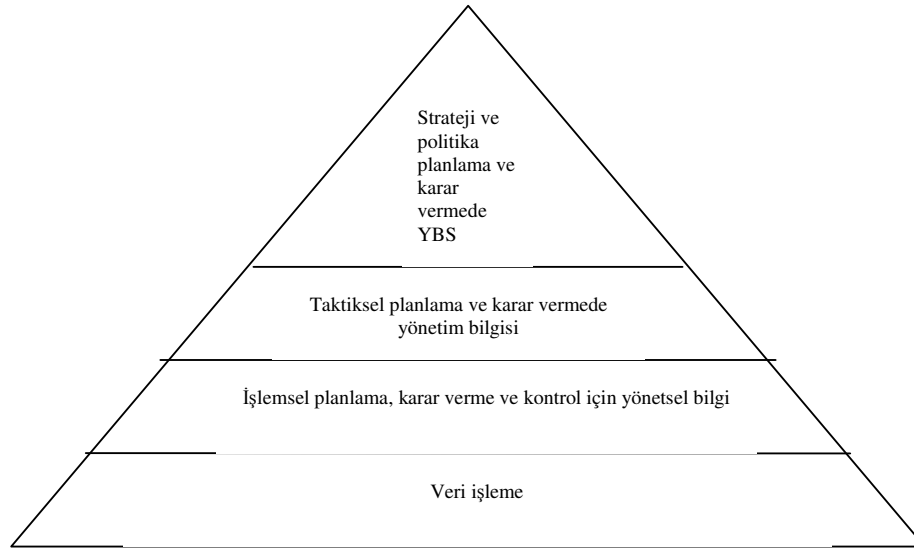 Strateji ve
politika
planlama ve
karar
vermede
YBS
Taktiksel planlama ve karar vermede
yönetim bilgisi
İşlemsel planlama, karar verme ve kontrol için yönetsel bilgi
Veri işleme